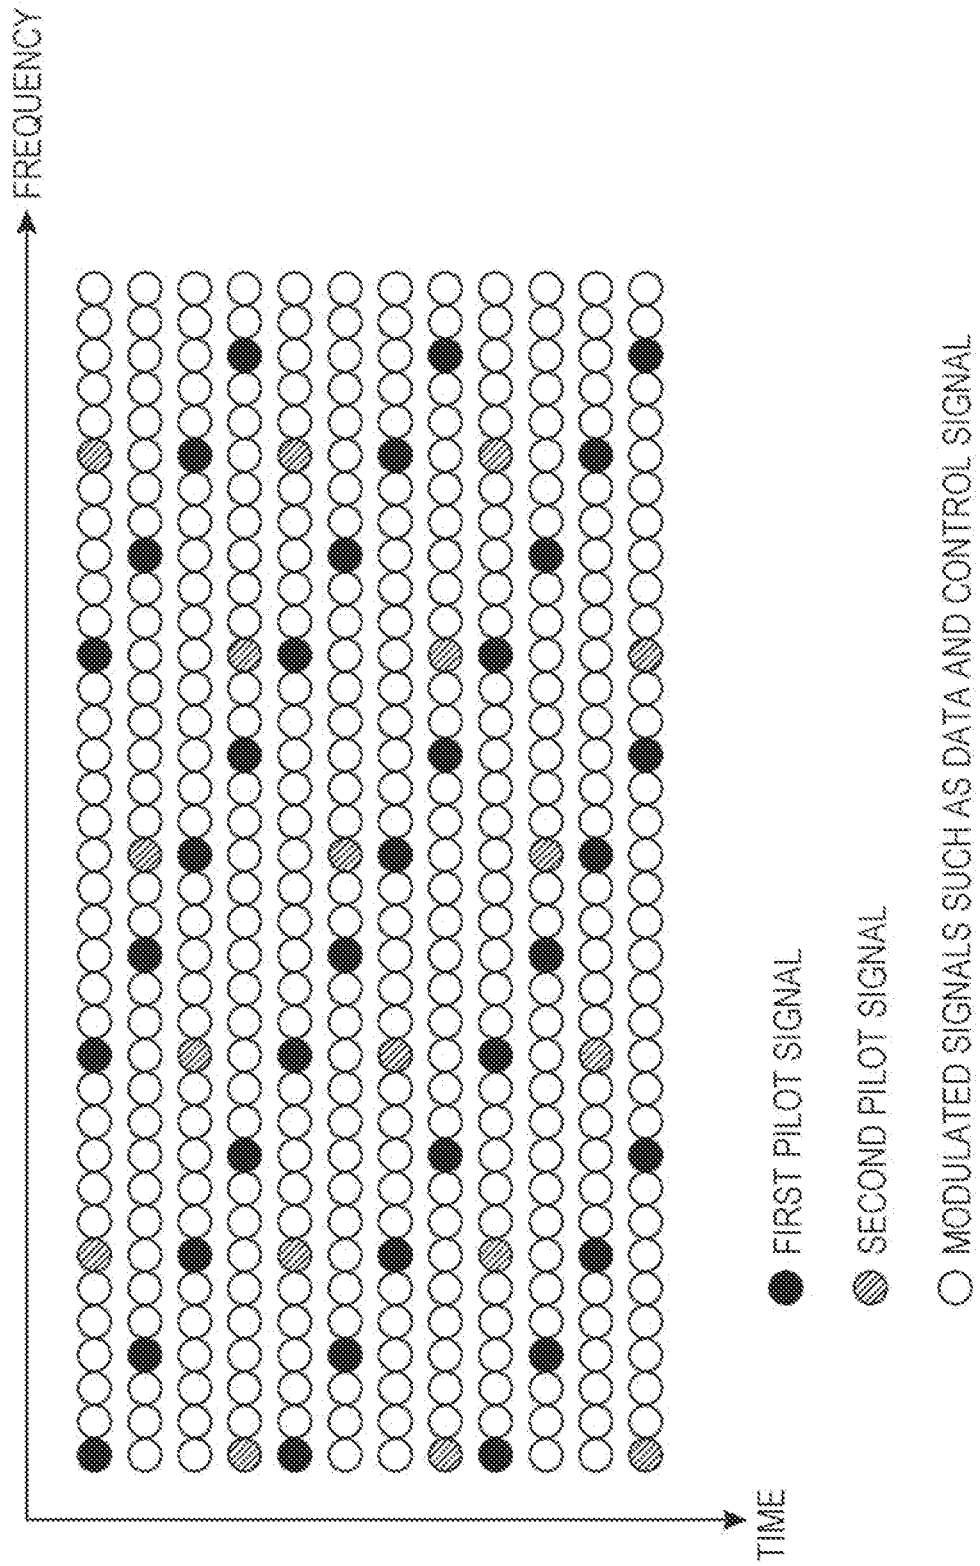 FREQUENCY
TIME
FIRST PILOT SIGNAL
SECOND PILOT SIGNAL
MODULATED SIGNALS SUCH AS DATA AND CONTROL SIGNAL